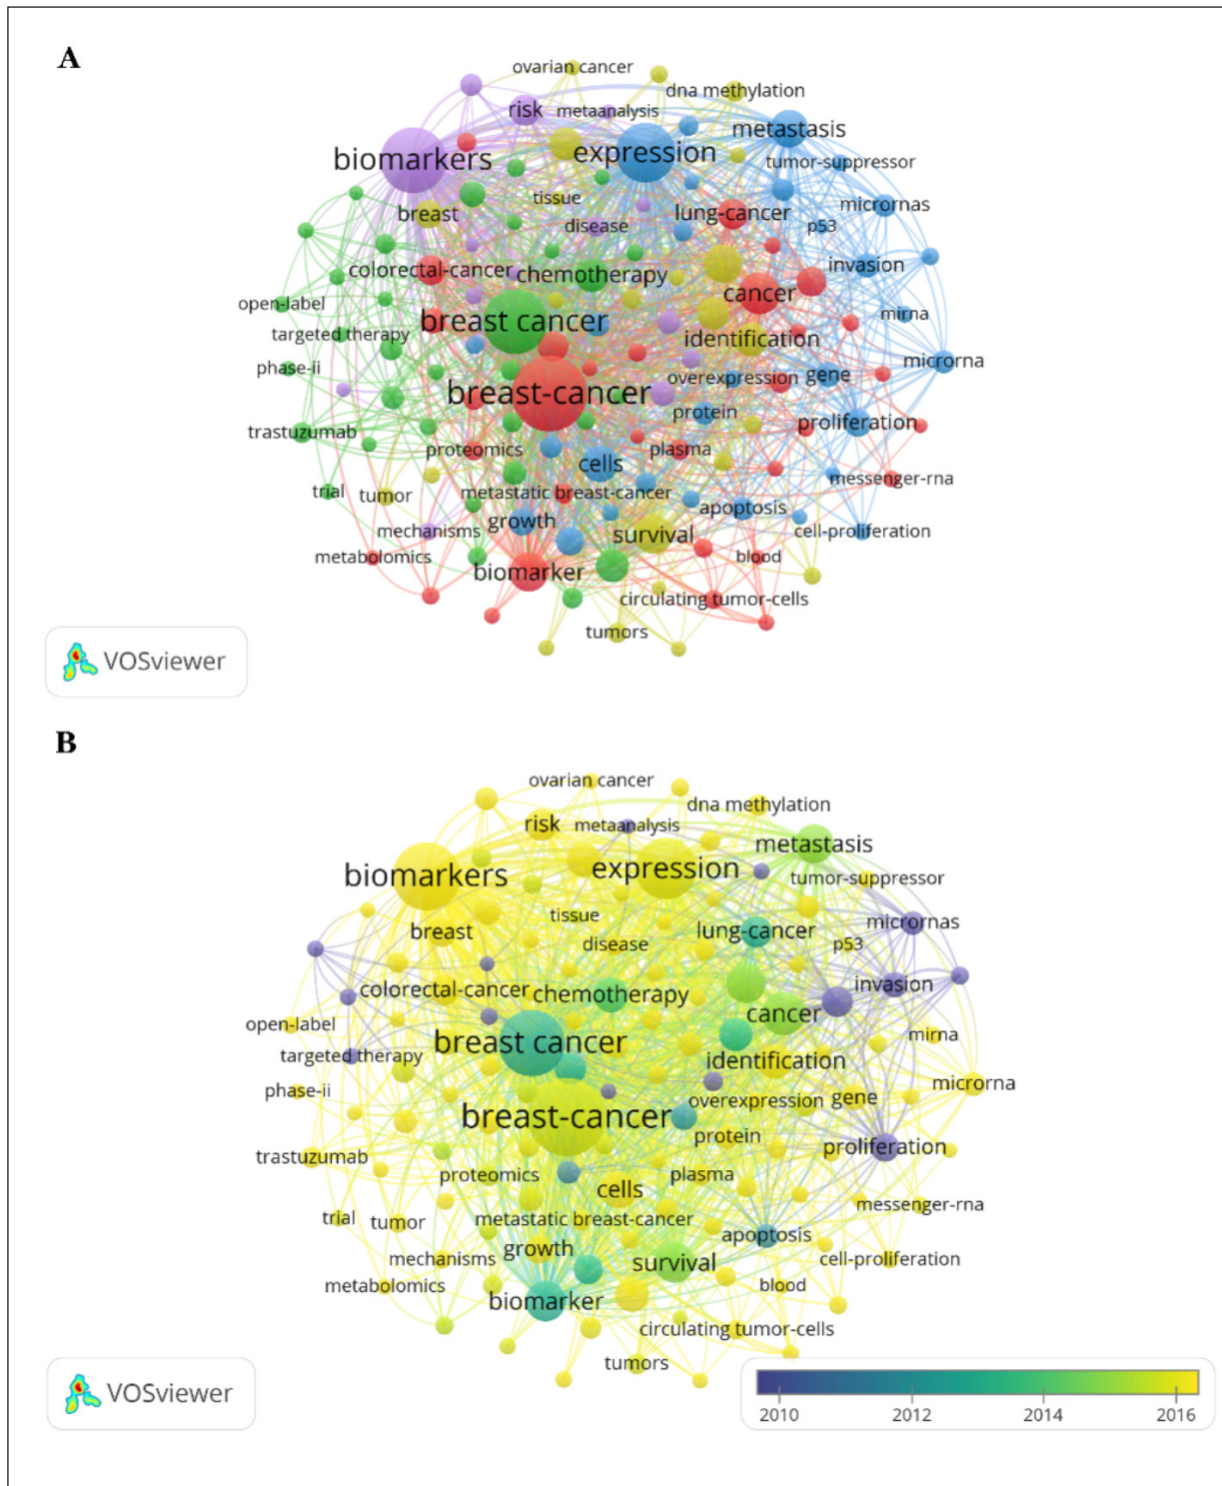 A
ovarian cancer
dna methylation
risk metaanalysis
metastasis
biomarkers
expression
tumor-suppressor
tissue
micrornas
breast
lung-cancer
disease
p53
colorectal-cancer
chemotherapy
invasion
cancer
open-label
mirna
breast cancer
targeted therapy
identification
phase-ii
microrna
overexpression gene
breast-cancer
protein
proliferation
trastuzumab
proteomics
plasma
cells
messenger-rna
trial
tumor
metastatic breast-cancer
apoptosis
growth
mechanisms
survival
cell-proliferation
metabolomics
blood
biomarker
circulating tumor-cells
tumors
VOSviewer
B
ovarian cancer
dna methylation
risk metaanalysis
metastasis
biomarkers
expression
tumor-suppressor
tissue
micrornas
breast
lung-cancer
disease
p53
colorectal-cancer
chemotherapy
invasion
cancer
open-label
mirna
breast cancer
targeted therapy
identification
phase-ii
microrna
overexpression gene
breast-cancer
protein
proliferation
trastuzumab
proteomics
plasma
cells
messenger-rna
trial
tumor
metastatic breast-cancer
apoptosis
growth
mechanisms
survival
cell-proliferation
metabolomics
blood
biomarker
circulating tumor-cells
tumors
VOSviewer
2010 2012 2014 2016